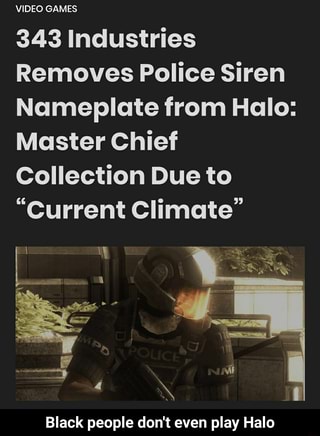 VIDEO GAMES
343 Industries
Removes Police Siren
Nameplate from Halo:
Master Chief
Collection Due to
“Current Climate”
NMPD
POLICE
NM
Black people don't even play Halo